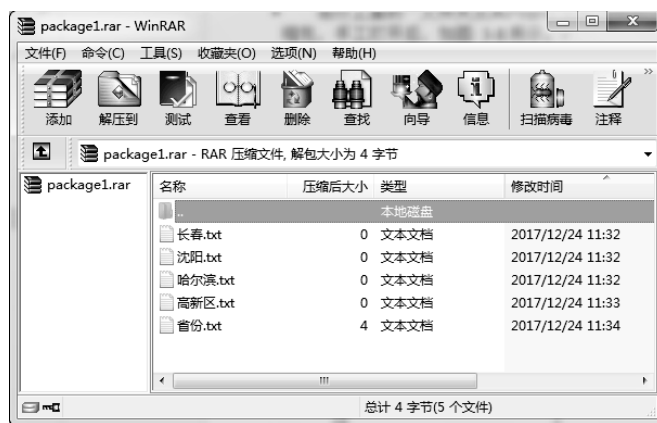 package1.rar - WinRAR
文件(F) 命令(C) 工具(S) 收藏夹(O) 选项(N) 帮助(H)
添加 解压到 测试 查看 删除 查找 向导 信息 扫描病毒 注释 »
package1.rar - RAR 压缩文件, 解包大小为 4 字节
package1.rar
名称 压缩后大小 类型 修改时间
.. 本地磁盘
长春.txt 0 文本文档 2017/12/24 11:32
沈阳.txt 0 文本文档 2017/12/24 11:32
哈尔滨.txt 0 文本文档 2017/12/24 11:32
高新区.txt 0 文本文档 2017/12/24 11:33
省份.txt 4 文本文档 2017/12/24 11:34
总计 4 字节(5 个文件)